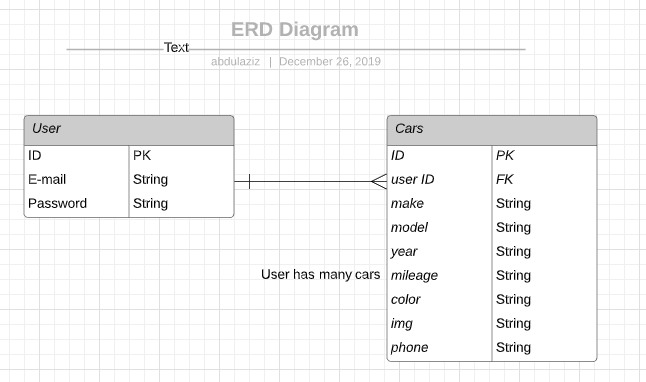 ERD Diagram
Text
abdulaziz | December 26, 2019
User
ID PK
E-mail String
Password String
Cars
ID PK
user ID FK
make String
model String
year String
User has many cars
mileage String
color String
img String
phone String